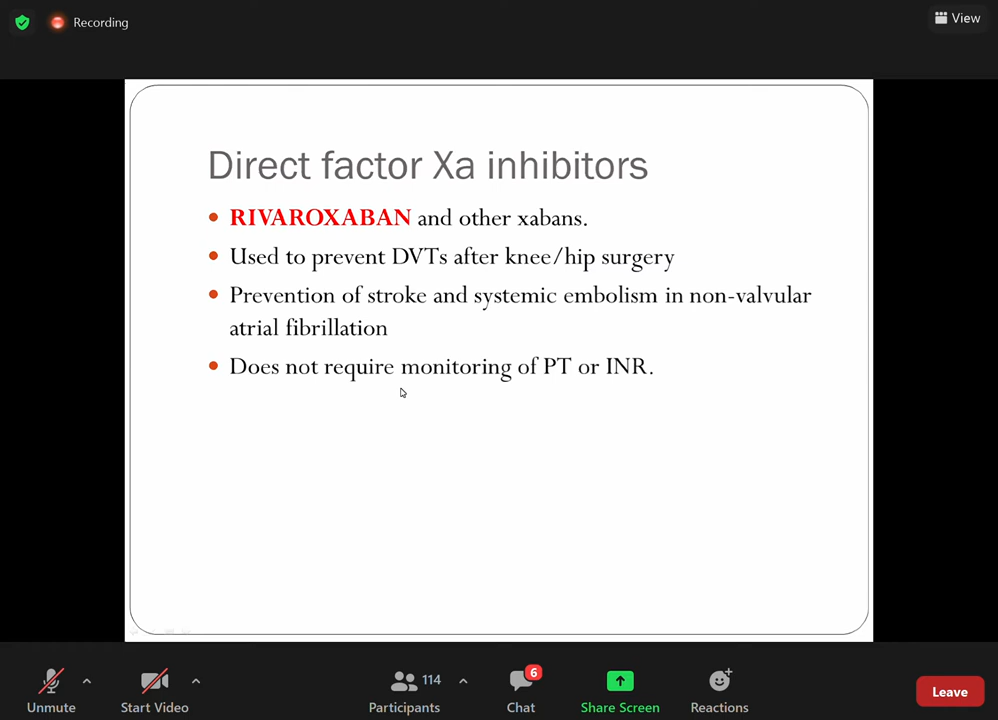 Recording
View
Direct factor Xa inhibitors
• RIVAROXABAN and other xabans.
• Used to prevent DVTs after knee/hip surgery
• Prevention of stroke and systemic embolism in non-valvular
atrial fibrillation
• Does not require monitoring of PT or INR.
Unmute
Start Video
114
Participants
6
Chat
Share Screen
Reactions
Leave